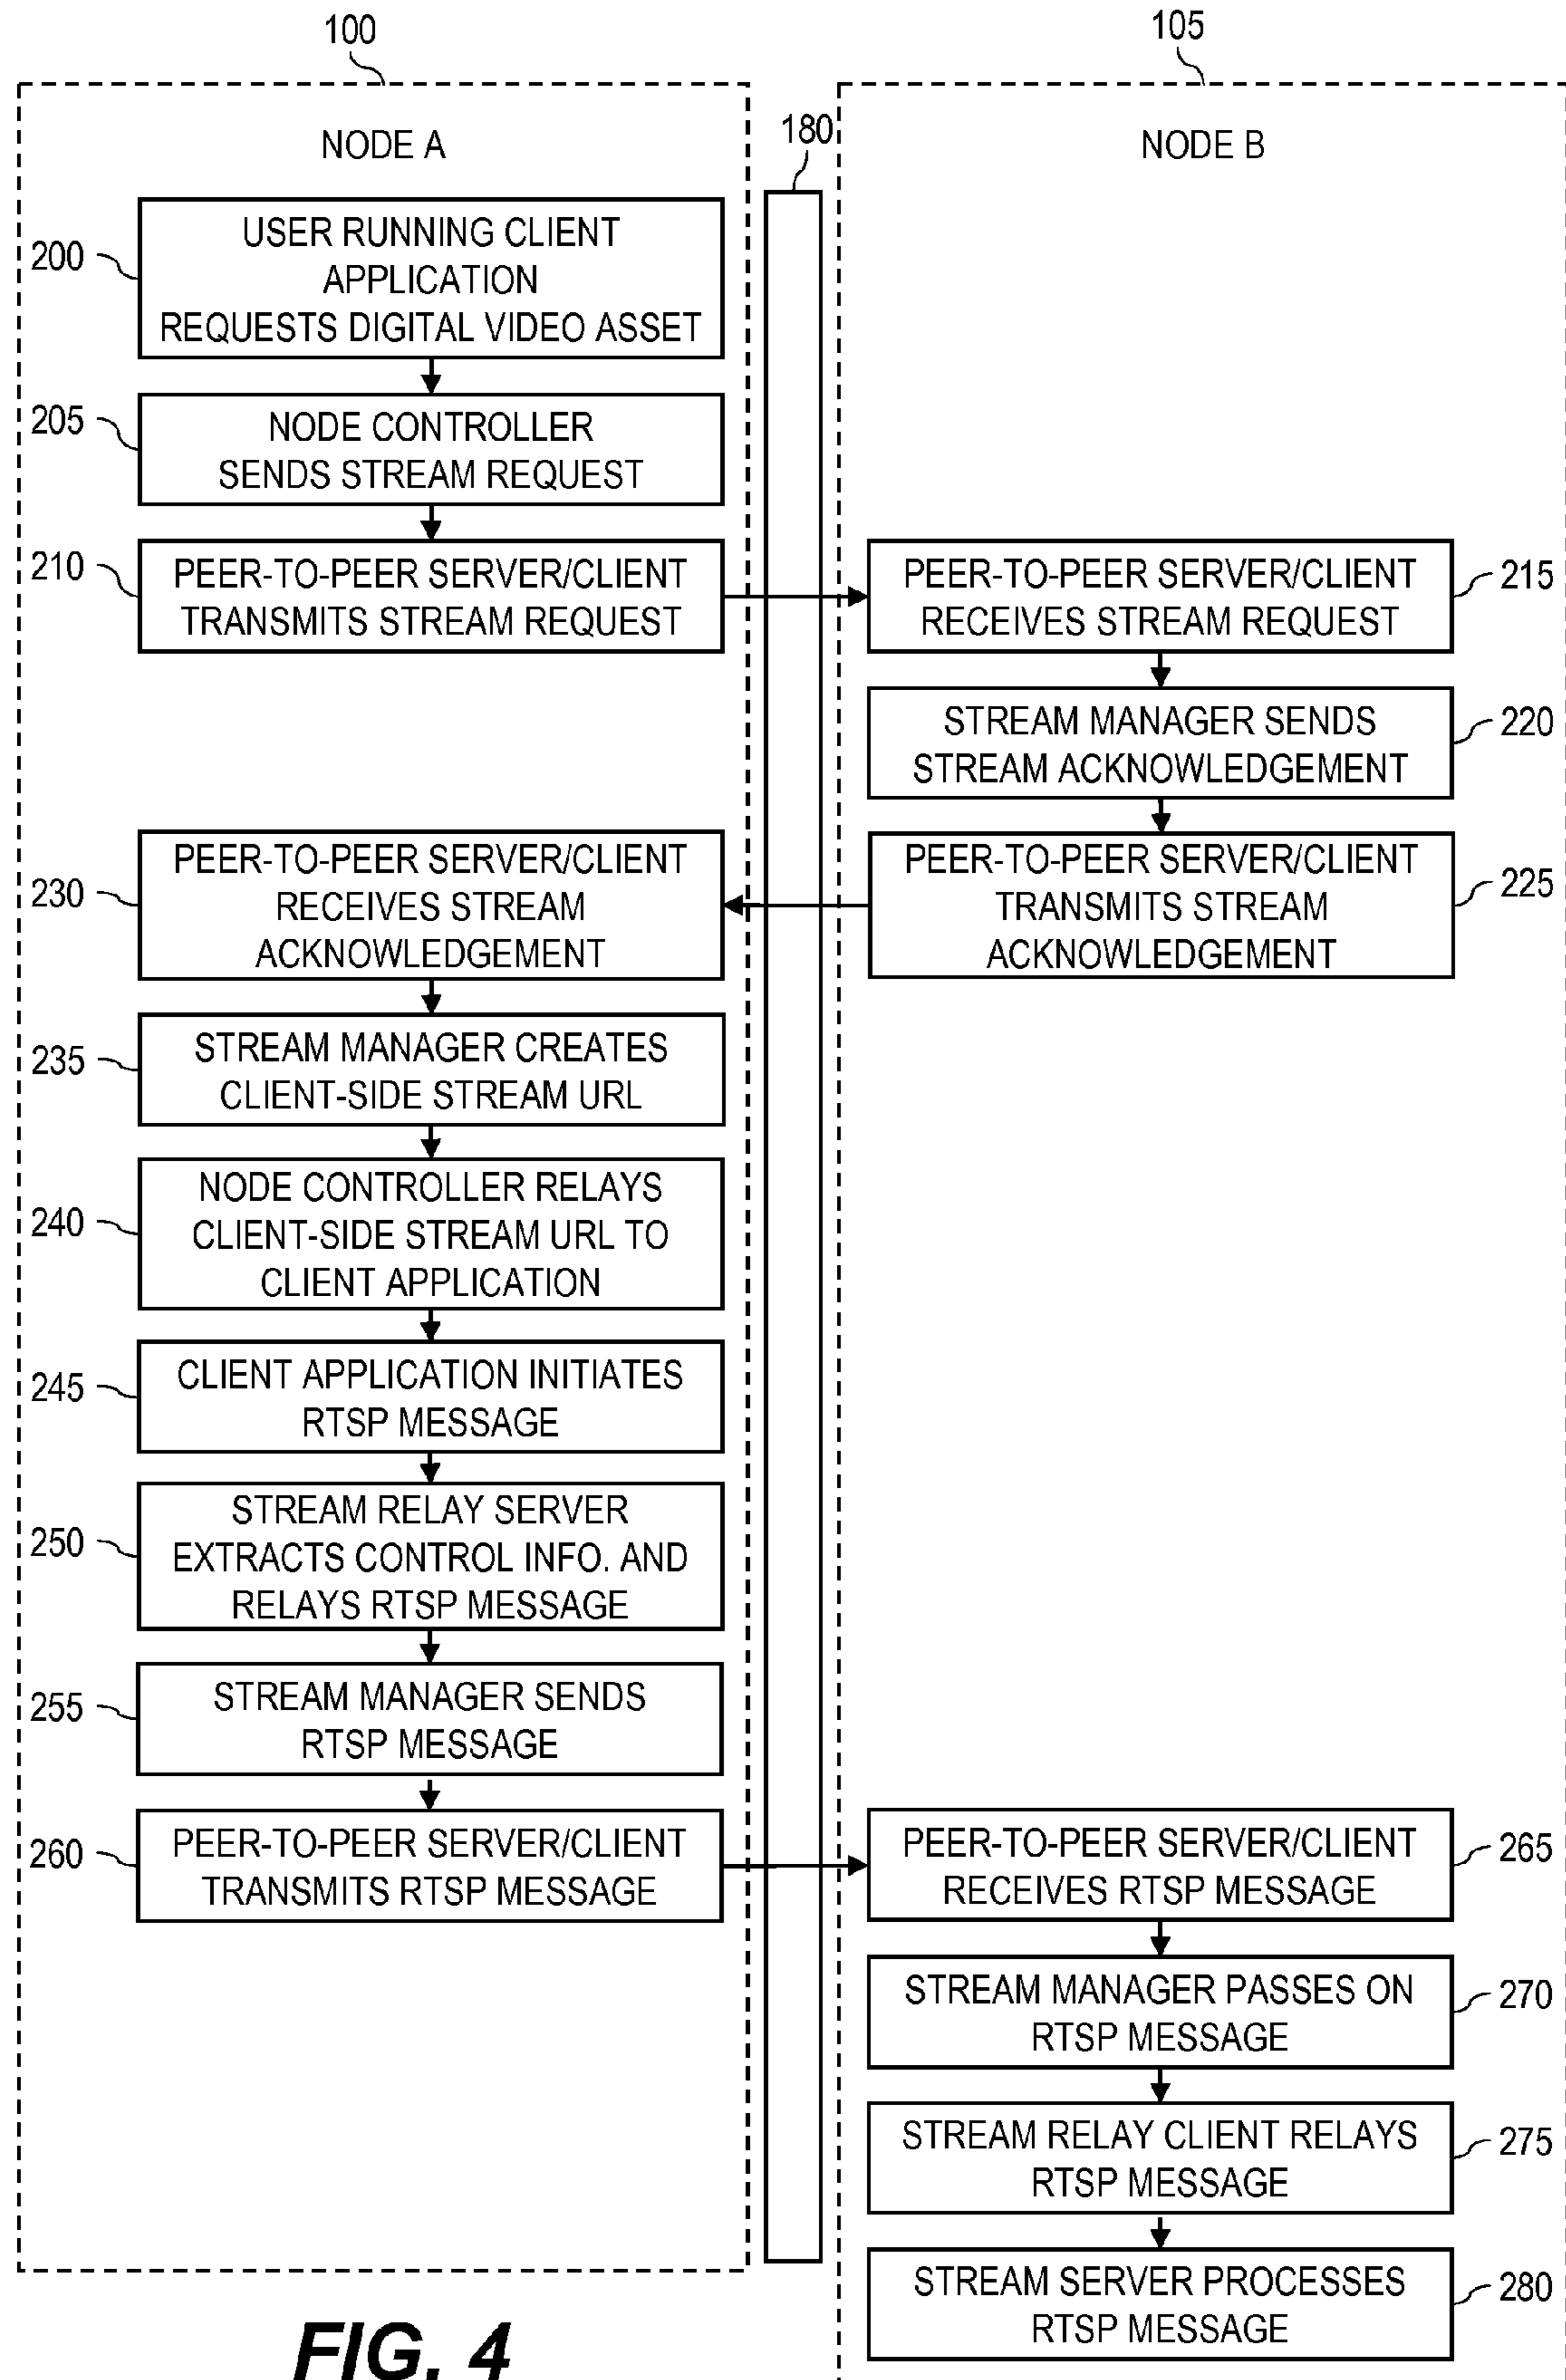 100
105
NODE A
180
NODE B
200
USER RUNNING CLIENT
APPLICATION
REQUESTS DIGITAL VIDEO ASSET
205
NODE CONTROLLER
SENDS STREAM REQUEST
210
PEER-TO-PEER SERVER/CLIENT
TRANSMITS STREAM REQUEST
PEER-TO-PEER SERVER/CLIENT
RECEIVES STREAM REQUEST
215
STREAM MANAGER SENDS
STREAM ACKNOWLEDGEMENT
220
PEER-TO-PEER SERVER/CLIENT
TRANSMITS STREAM
ACKNOWLEDGEMENT
225
230
PEER-TO-PEER SERVER/CLIENT
RECEIVES STREAM
ACKNOWLEDGEMENT
235
STREAM MANAGER CREATES
CLIENT-SIDE STREAM URL
240
NODE CONTROLLER RELAYS
CLIENT-SIDE STREAM URL TO
CLIENT APPLICATION
245
CLIENT APPLICATION INITIATES
RTSP MESSAGE
250
STREAM RELAY SERVER
EXTRACTS CONTROL INFO. AND
RELAYS RTSP MESSAGE
255
STREAM MANAGER SENDS
RTSP MESSAGE
260
PEER-TO-PEER SERVER/CLIENT
TRANSMITS RTSP MESSAGE
PEER-TO-PEER SERVER/CLIENT
RECEIVES RTSP MESSAGE
265
STREAM MANAGER PASSES ON
RTSP MESSAGE
270
STREAM RELAY CLIENT RELAYS
RTSP MESSAGE
275
STREAM SERVER PROCESSES
RTSP MESSAGE
280
FIG. 4